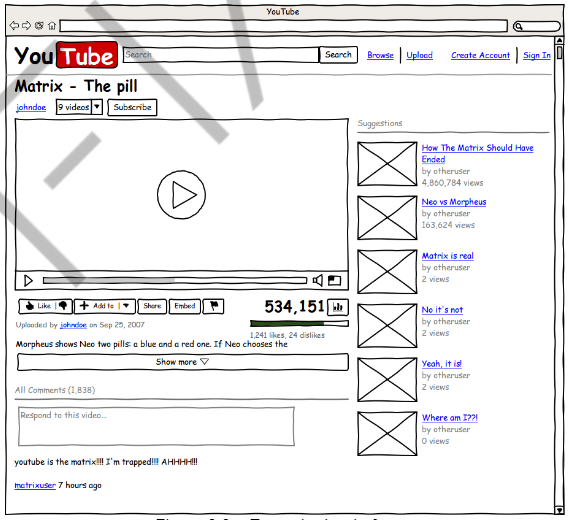 YouTube
YouTube Search Search Browse Upload Create Account Sign In
Matrix - The pill
johndoe 9 videos Subscribe
Suggestions
How The Matrix Should Have
Ended
by otheruser
4,860,784 views
Neo vs Morpheus
by otheruser
163,624 views
Matrix is real
by otheruser
2 views
No it's not
by otheruser
2 views
Yeah, it is!
by otheruser
2 views
Where am I??!
by otheruser
0 views
Like Add to Share Embed 534,151
Uploaded by johndoe on Sep 25, 2007
1,241 likes, 24 dislikes
Morpheus shows Neo two pills: a blue and a red one. If Neo chooses the
Show more
All Comments (1,838)
Respond to this video...
youtube is the matrix!!!! I'm trapped!!!! AHHHH!!!
matrixuser 7 hours ago